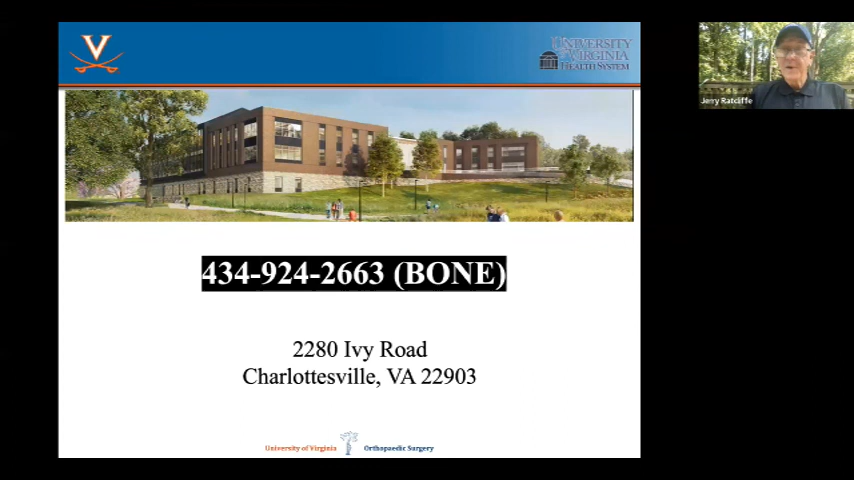 V
UNIVERSITY
of VIRGINIA
HEALTH SYSTEM
Jerry Ratcliffe
434-924-2663 (BONE)
2280 Ivy Road
Charlottesville, VA 22903
University of Virginia Orthopaedic Surgery